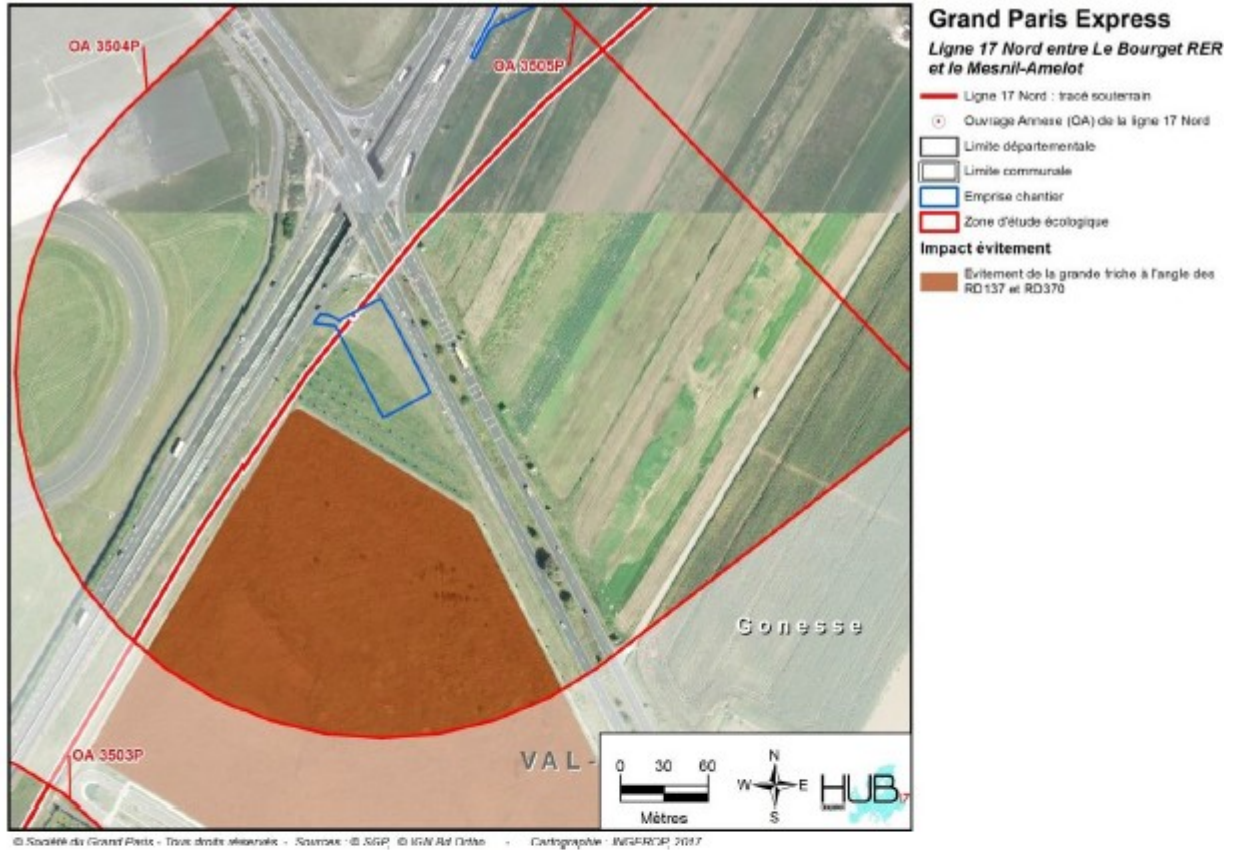 OA 3504P
OA 3505P
Gonesse
VAL-
OA 3503P
0 30 60
Mètres
N
W E
S
HUB
Grand Paris Express
Ligne 17 Nord entre Le Bourget RER
et le Mesnil-Amelot
Ligne 17 Nord : tracé souterrain
Ouvrage Annexe (OA) de la ligne 17 Nord
Limite départementale
Limite communale
Emprise chantier
Zone d'étude écologique
Impact évitement
Evitement de la grande friche à l'angle des
RD137 et RD370
© Société du Grand Paris - Tous droits réservés - Sources : © SGP, © IGN Bd Ortho - Cartographie : INGEROP, 2017